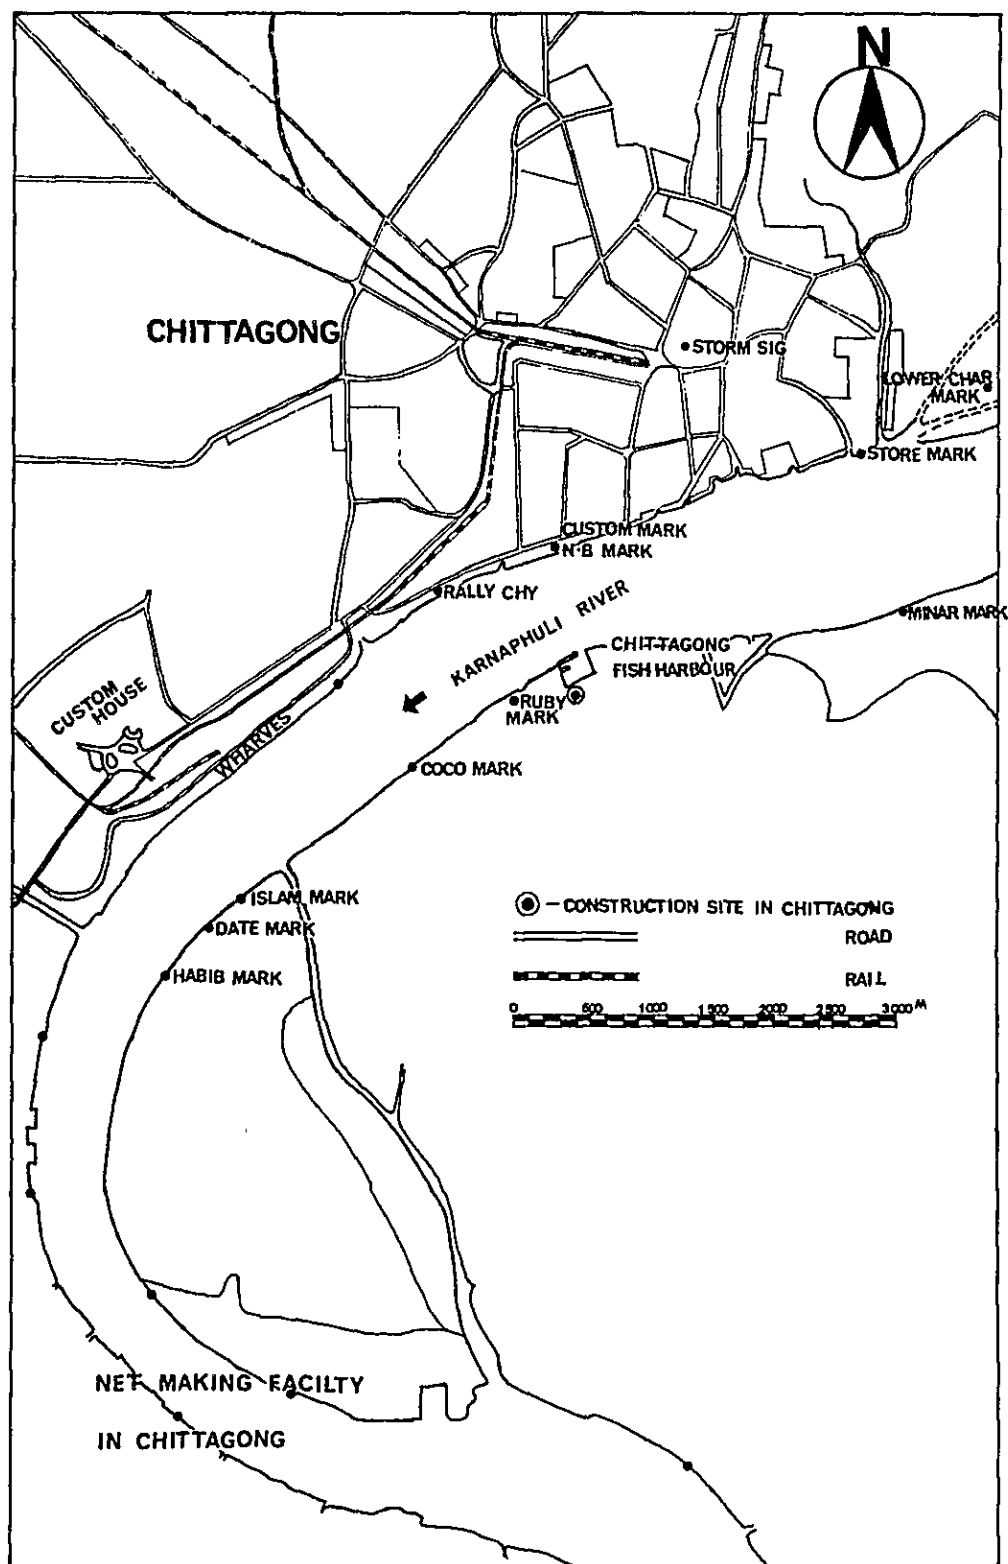 N
CHITTAGONG
STORM SIG
LOWER CHAR
MARK
STORE MARK
CUSTOM MARK
N·B MARK
RALLY CHY
KARNAPHULI RIVER
MINAR MARK
CHIT-TAGONG
FISH HARBOUR
RUBY
MARK
CUSTOM
HOUSE
WHARVES
COCO MARK
ISLAM MARK
DATE MARK
HABIB MARK
– CONSTRUCTION SITE IN CHITTAGONG
ROAD
RAIL
0 500 1000 1500 2000 2500 3000 M
NET MAKING FACILTY
IN CHITTAGONG